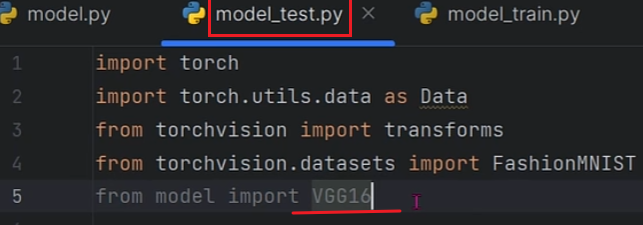 model.py model_test.py model_train.py
1 import torch
2 import torch.utils.data as Data
3 from torchvision import transforms
4 from torchvision.datasets import FashionMNIST
5 from model import VGG16